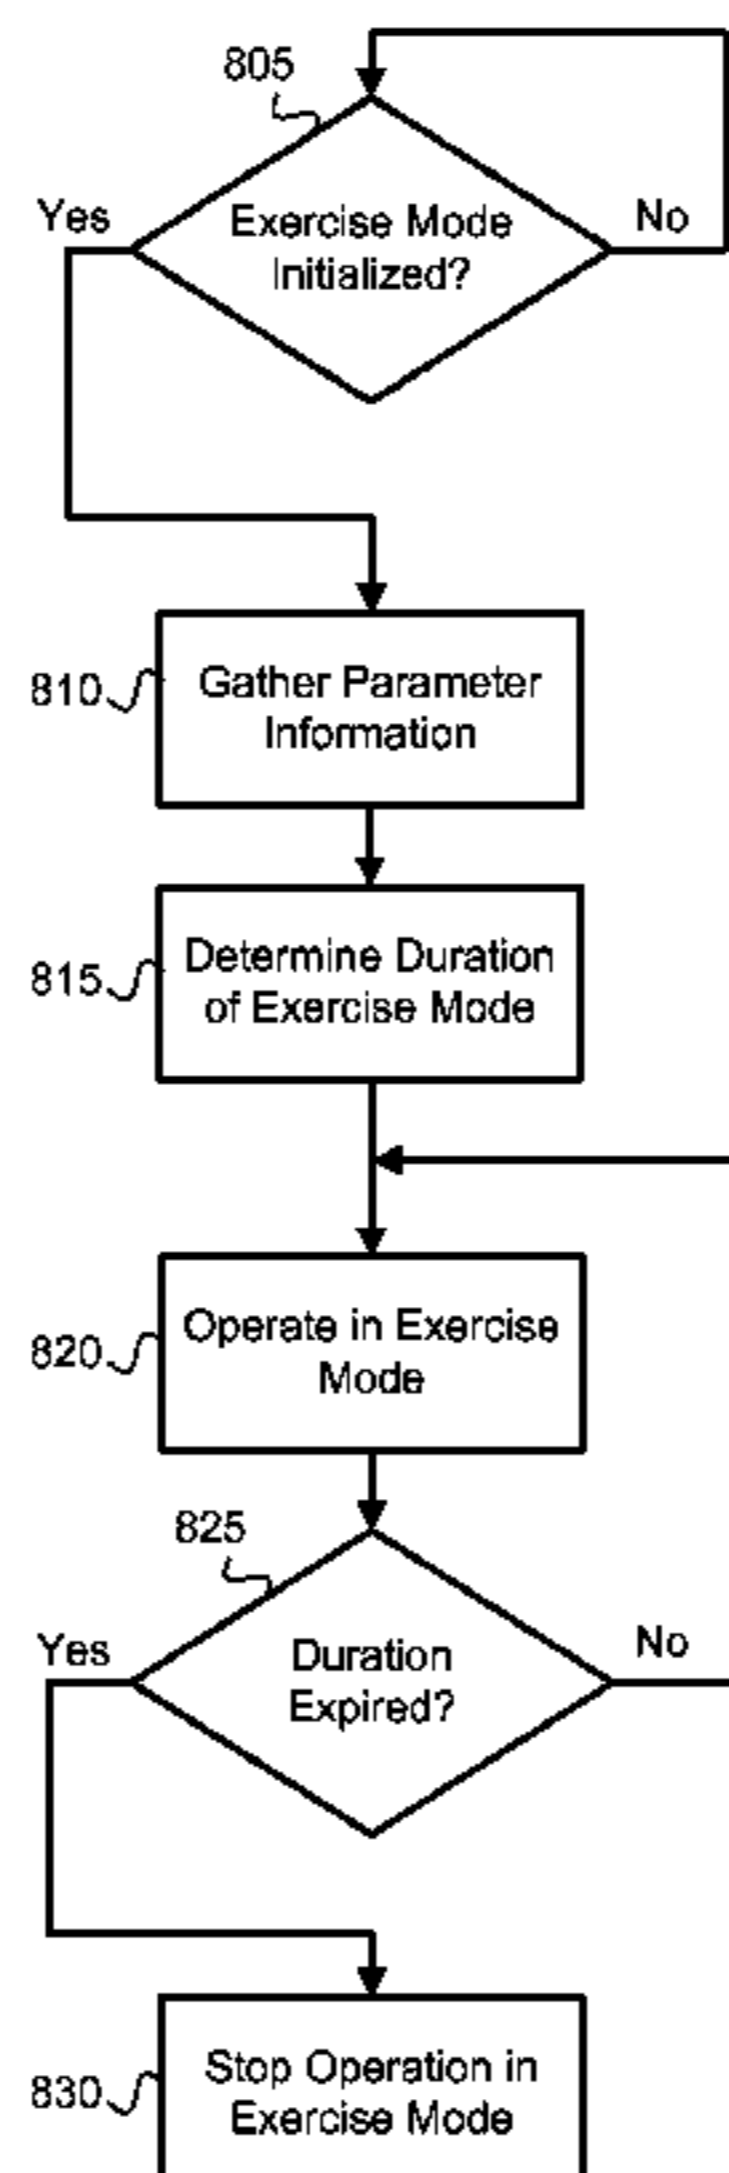 805
Yes
Exercise Mode
Initialized?
No
810
Gather Parameter
Information
815
Determine Duration
of Exercise Mode
820
Operate in Exercise
Mode
825
Yes
Duration
Expired?
No
830
Stop Operation in
Exercise Mode